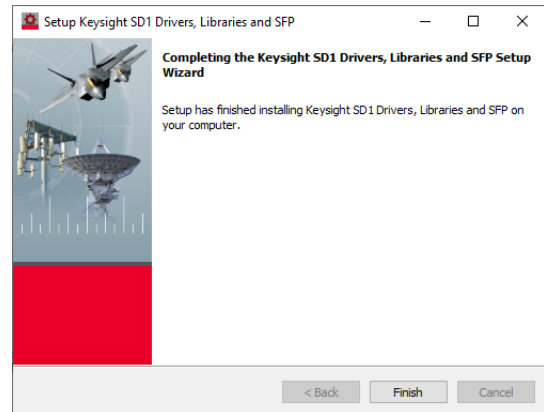 Setup Keysight SD1 Drivers, Libraries and SFP
Completing the Keysight SD1 Drivers, Libraries and SFP Setup
Wizard
Setup has finished installing Keysight SD1 Drivers, Libraries and SFP on
your computer.
< Back
Finish
Cancel